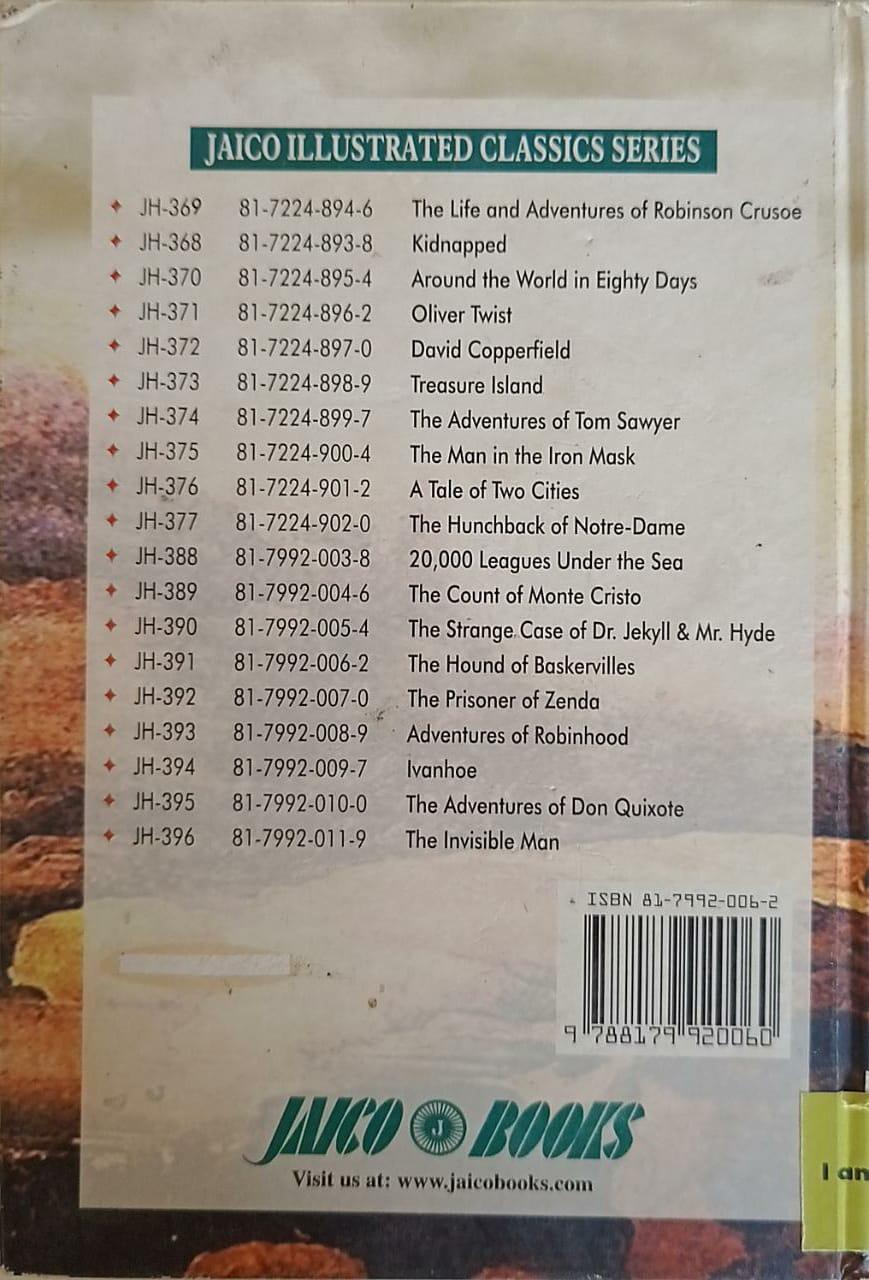 JAICO ILLUSTRATED CLASSICS SERIES
JH-369 81-7224-894-6 The Life and Adventures of Robinson Crusoe
JH-368 81-7224-893-8 Kidnapped
JH-370 81-7224-895-4 Around the World in Eighty Days
JH-371 81-7224-896-2 Oliver Twist
JH-372 81-7224-897-0 David Copperfield
JH-373 81-7224-898-9 Treasure Island
JH-374 81-7224-899-7 The Adventures of Tom Sawyer
JH-375 81-7224-900-4 The Man in the Iron Mask
JH-376 81-7224-901-2 A Tale of Two Cities
JH-377 81-7224-902-0 The Hunchback of Notre-Dame
JH-388 81-7992-003-8 20,000 Leagues Under the Sea
JH-389 81-7992-004-6 The Count of Monte Cristo
JH-390 81-7992-005-4 The Strange Case of Dr. Jekyll & Mr. Hyde
JH-391 81-7992-006-2 The Hound of Baskervilles
JH-392 81-7992-007-0 The Prisoner of Zenda
JH-393 81-7992-008-9 Adventures of Robinhood
JH-394 81-7992-009-7 Ivanhoe
JH-395 81-7992-010-0 The Adventures of Don Quixote
JH-396 81-7992-011-9 The Invisible Man
ISBN 81-7992-006-2
9 788179 920060
JAICO J BOOKS
Visit us at: www.jaicobooks.com
I am